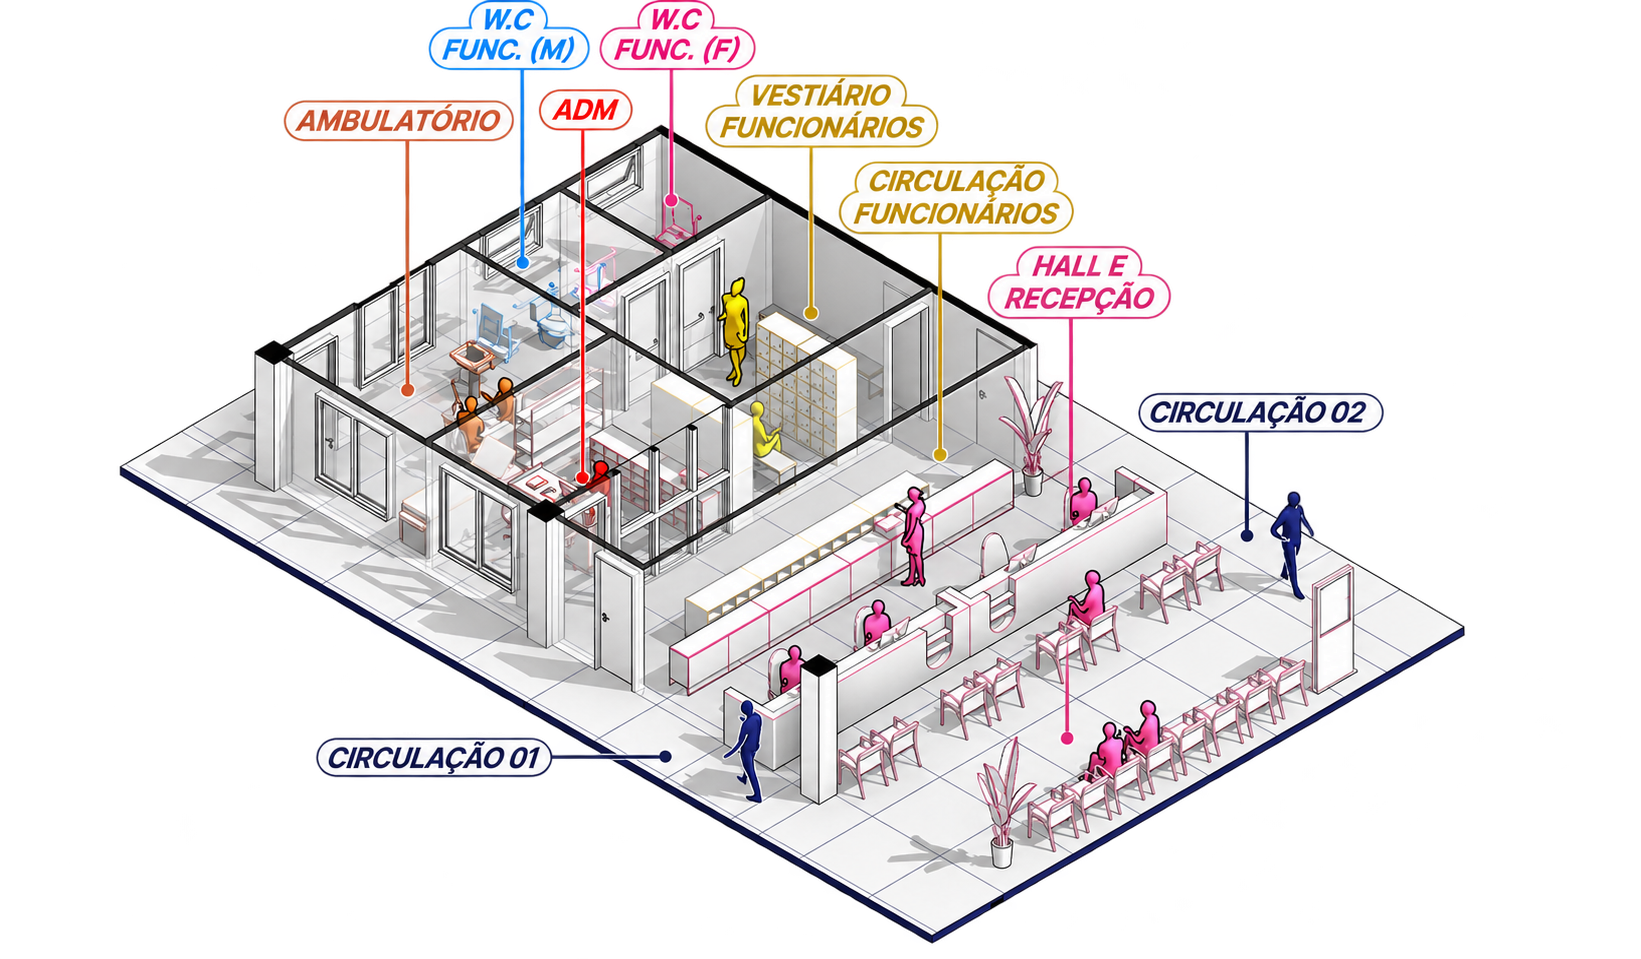 W.C
FUNC. (M)
W.C
FUNC. (F)
AMBULATÓRIO
ADM
VESTIÁRIO
FUNCIONÁRIOS
CIRCULAÇÃO
FUNCIONÁRIOS
HALL E
RECEPÇÃO
CIRCULAÇÃO 02
CIRCULAÇÃO 01